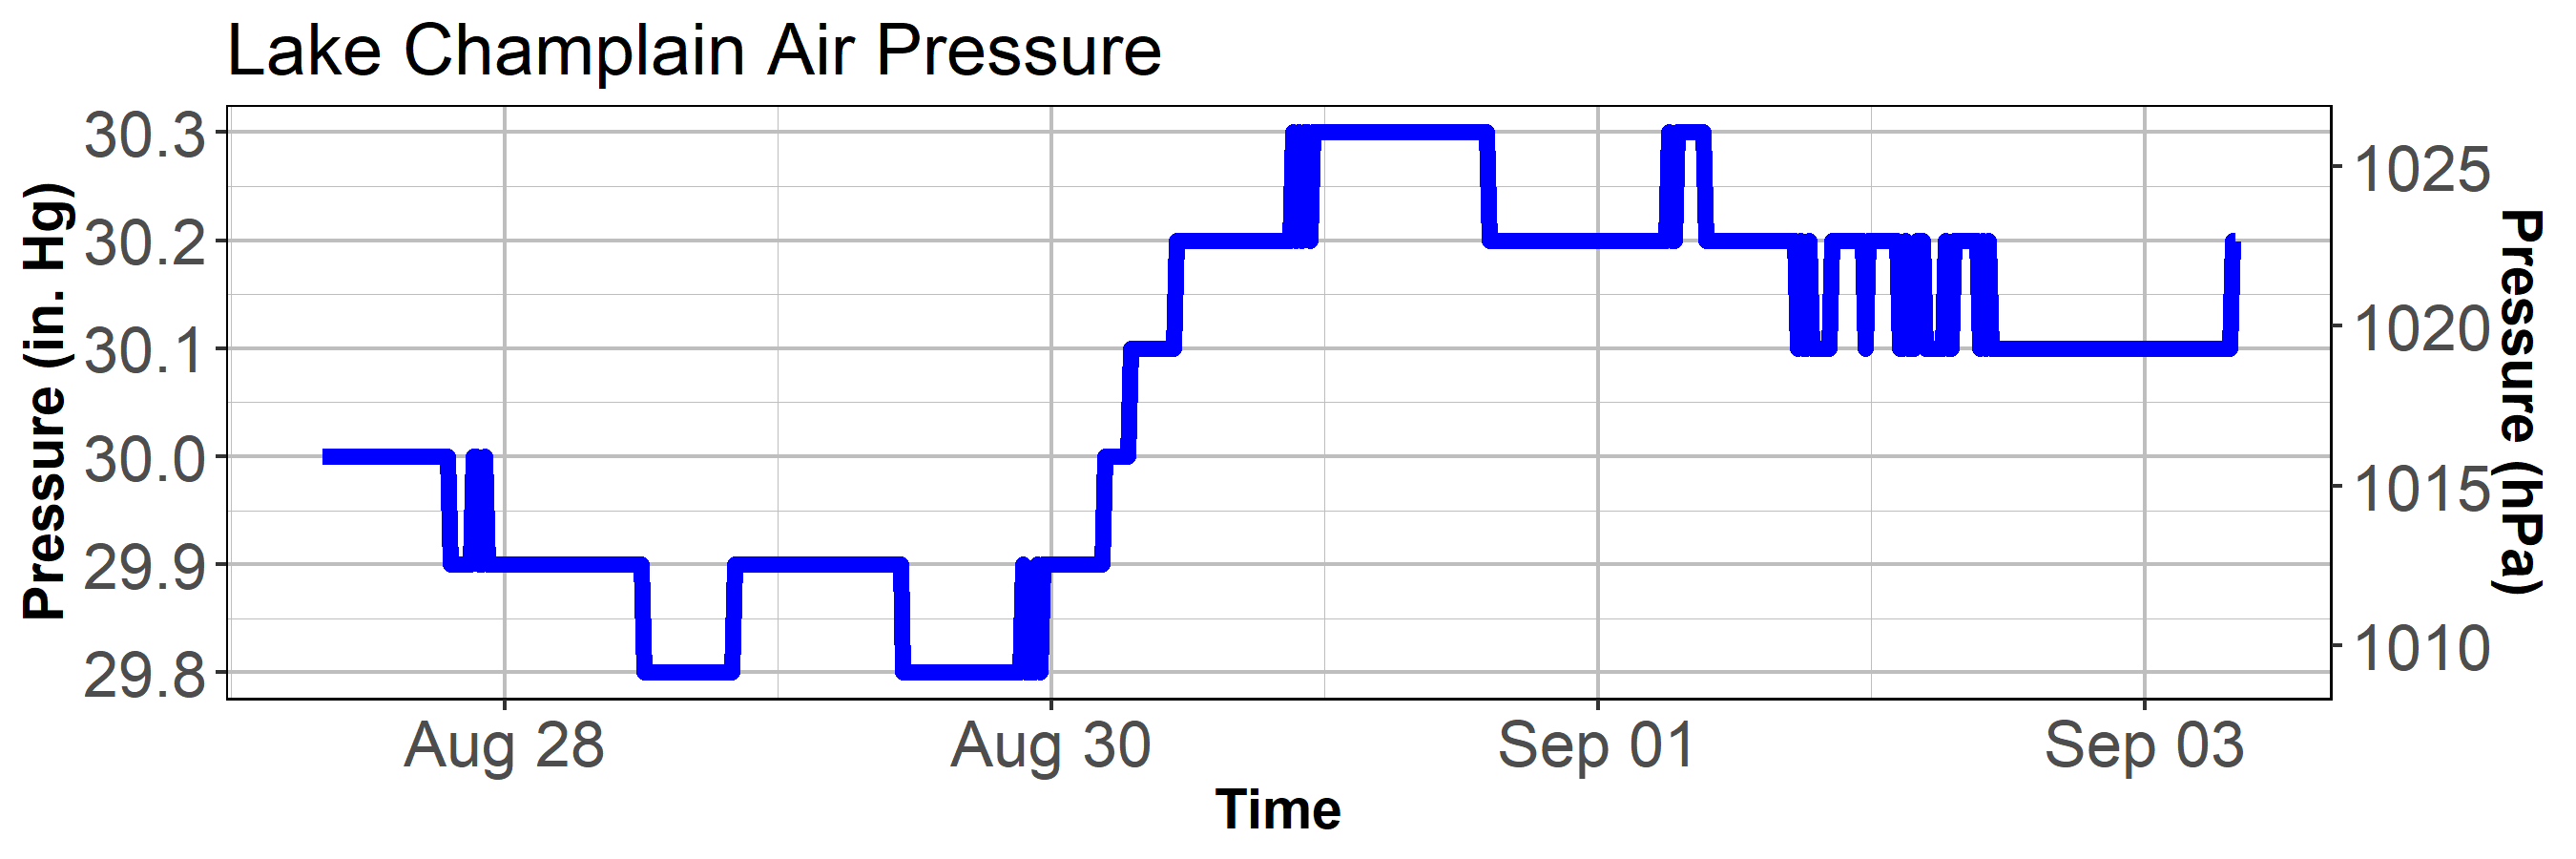 Lake Champlain Air Pressure
Pressure (in. Hg)
30.3
30.2
30.1
30.0
29.9
29.8
1025
1020
1015
1010
Pressure (hPa)
Aug 28 Aug 30 Sep 01 Sep 03
Time